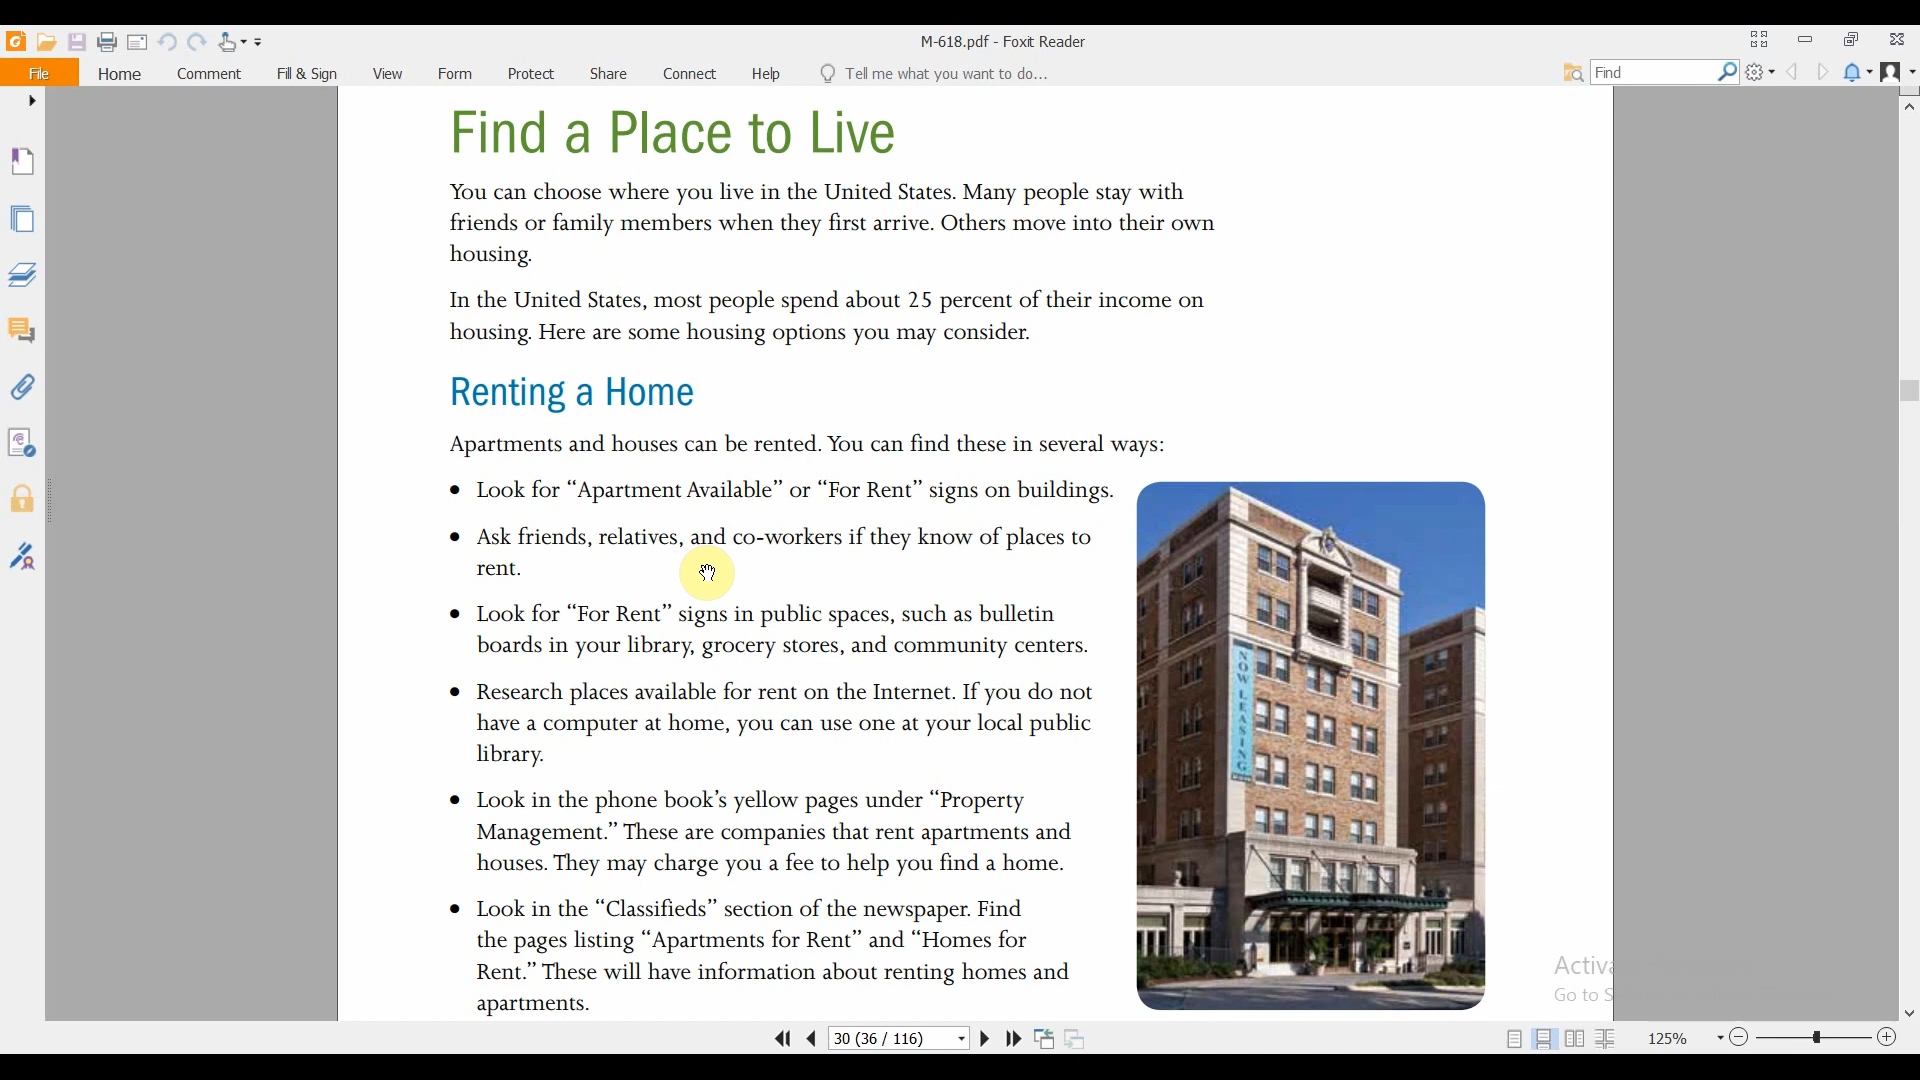 M-618.pdf - Foxit Reader
File Home Comment Fill & Sign View Form Protect Share Connect Help Tell me what you want to do... Find
Find a Place to Live
You can choose where you live in the United States. Many people stay with
friends or family members when they first arrive. Others move into their own
housing.
In the United States, most people spend about 25 percent of their income on
housing. Here are some housing options you may consider.
Renting a Home
Apartments and houses can be rented. You can find these in several ways:
• Look for “Apartment Available” or “For Rent” signs on buildings.
• Ask friends, relatives, and co-workers if they know of places to
rent.
• Look for “For Rent” signs in public spaces, such as bulletin
boards in your library, grocery stores, and community centers.
• Research places available for rent on the Internet. If you do not
have a computer at home, you can use one at your local public
library.
• Look in the phone book’s yellow pages under “Property
Management.” These are companies that rent apartments and
houses. They may charge you a fee to help you find a home.
• Look in the “Classifieds” section of the newspaper. Find
the pages listing “Apartments for Rent” and “Homes for
Rent.” These will have information about renting homes and
apartments.
NOW LEASING
Activa
Go to S
30 (36 / 116)
125%